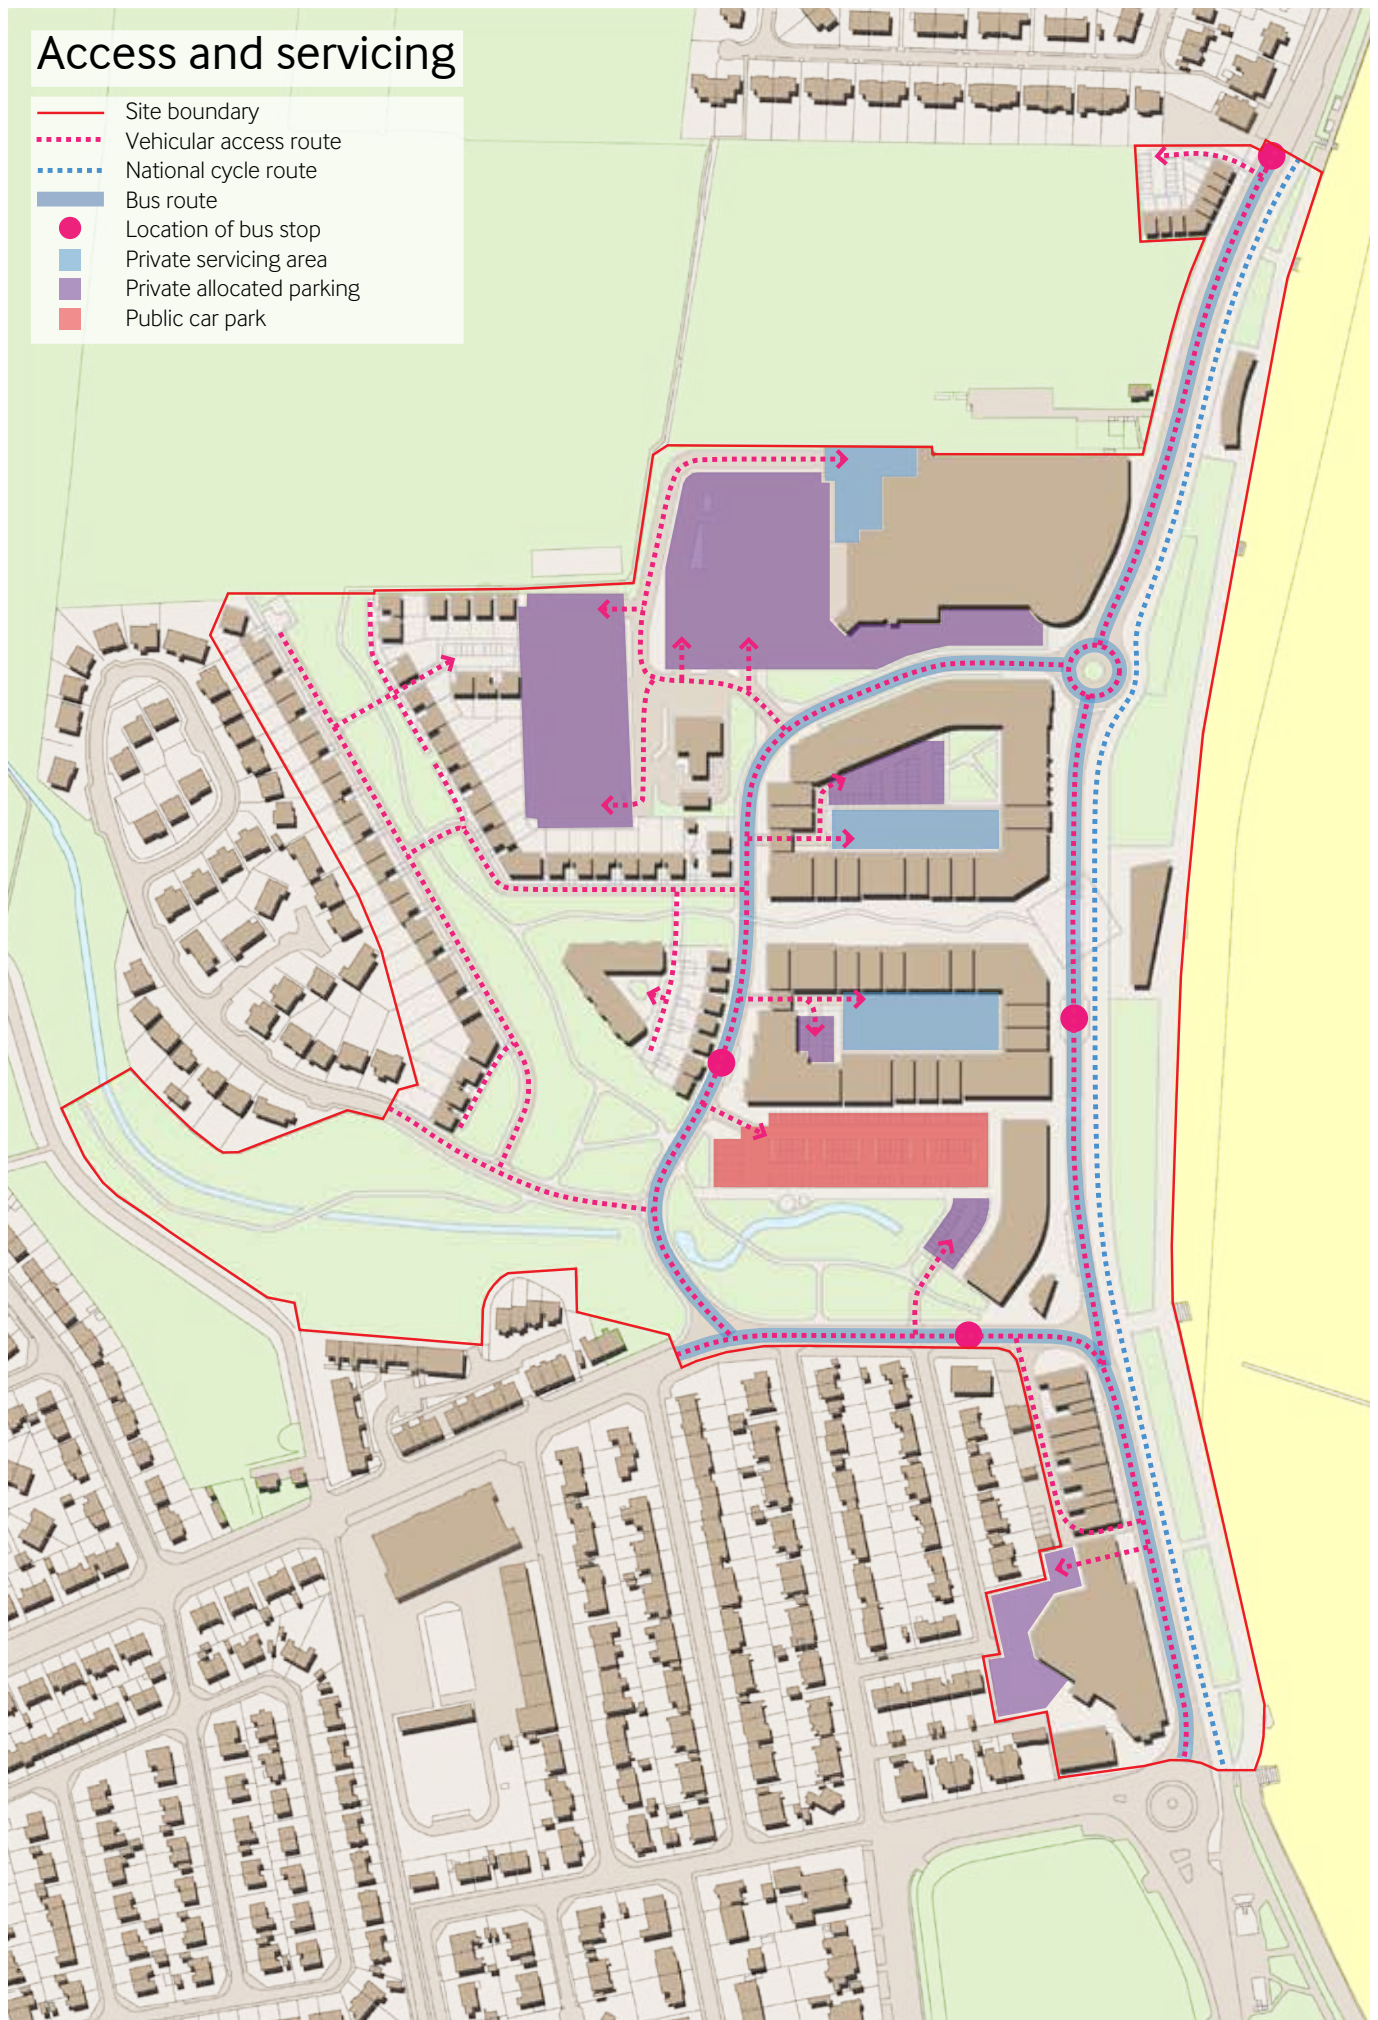 Access and servicing
Site boundary
Vehicular access route
National cycle route
Bus route
Location of bus stop
Private servicing area
Private allocated parking
Public car park